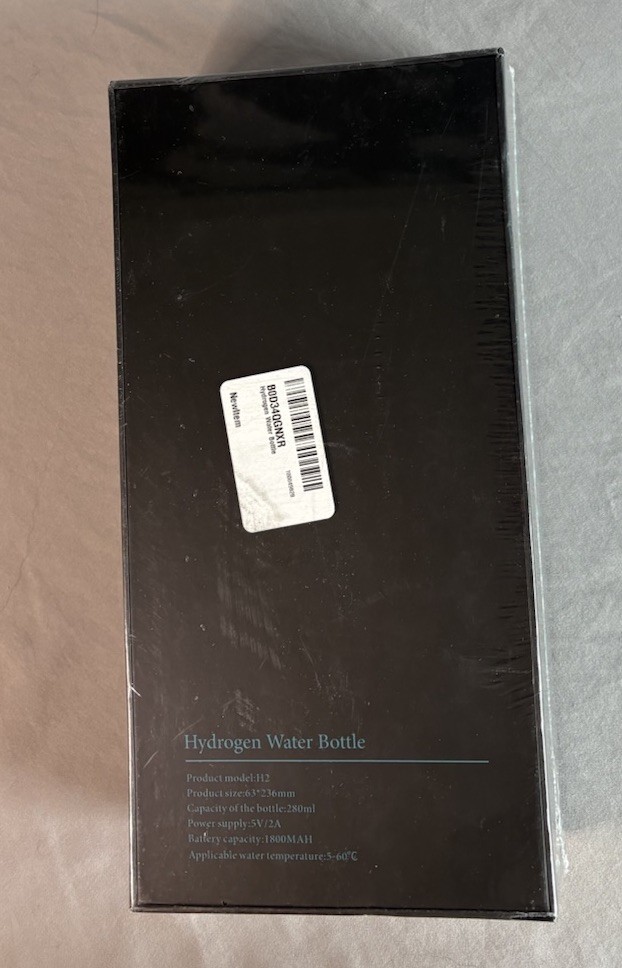 B0D34QGNXR
Hydrogen Water Bottle
NewItem
Hydrogen Water Bottle
Product model:H2
Product size:63*236mm
Capacity of the bottle:280ml
Power supply:5V/2A
Battery capacity:1800MAH
Applicable water temperature:5-60℃